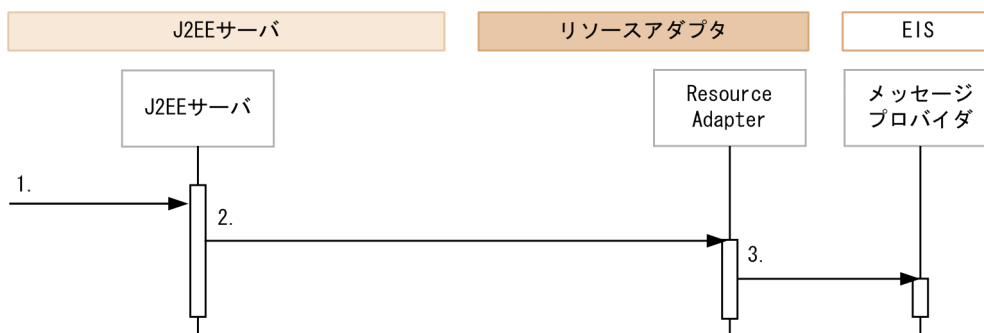 J2EEサーバ
リソースアダプタ
EIS
J2EEサーバ
Resource
Adapter
メッセージ
プロバイダ
1.
2.
3.